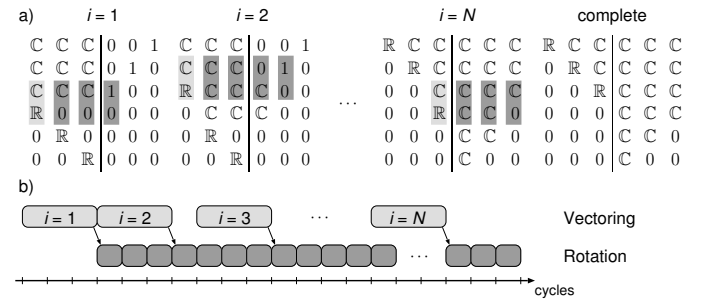 a) i = 1 i = 2 i = N complete
ℂ ℂ ℂ 0 0 1 ℂ ℂ ℂ 0 0 1 ℝ ℂ ℂ ℂ ℂ ℂ ℝ ℂ ℂ ℂ ℂ ℂ
ℂ ℂ ℂ 0 1 0 ℂ ℂ ℂ 0 1 0 0 ℝ ℂ ℂ ℂ ℂ 0 ℝ ℂ ℂ ℂ ℂ
ℂ ℂ ℂ 1 0 0 ℝ ℂ ℂ ℂ 0 0 ... 0 0 ℂ ℂ ℂ ℂ 0 0 ℝ ℂ ℂ ℂ
ℝ 0 0 0 0 0 0 ℂ ℂ ℂ 0 0 0 0 ℝ ℂ ℂ 0 0 0 0 ℂ ℂ ℂ
0 ℝ 0 0 0 0 0 ℝ 0 0 0 0 0 0 0 ℂ ℂ 0 0 0 0 ℂ ℂ 0
0 0 ℝ 0 0 0 0 0 ℝ 0 0 0 0 0 0 ℂ 0 0 0 0 0 ℂ 0 0
b)
i = 1 i = 2 i = 3 ... i = N Vectoring
... Rotation
cycles